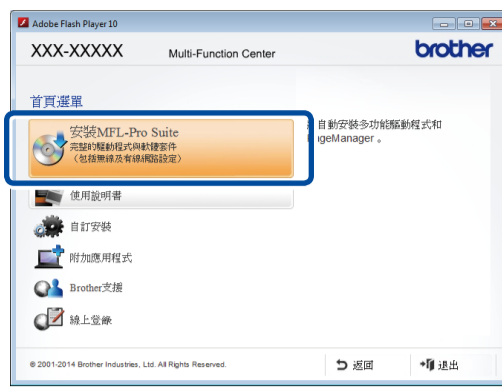 Adobe Flash Player 10
XXX-XXXXX
Multi-Function Center
brother
首頁選單
安裝MFL-Pro Suite
完整的驅動程式與軟體套件
(包括無線及有線網路設定)
自動安裝多功能驅動程式和
geManager。
使用說明書
自訂安裝
附加應用程式
Brother支援
線上登錄
© 2001-2014 Brother Industries, Ltd. All Rights Reserved.
返回
退出